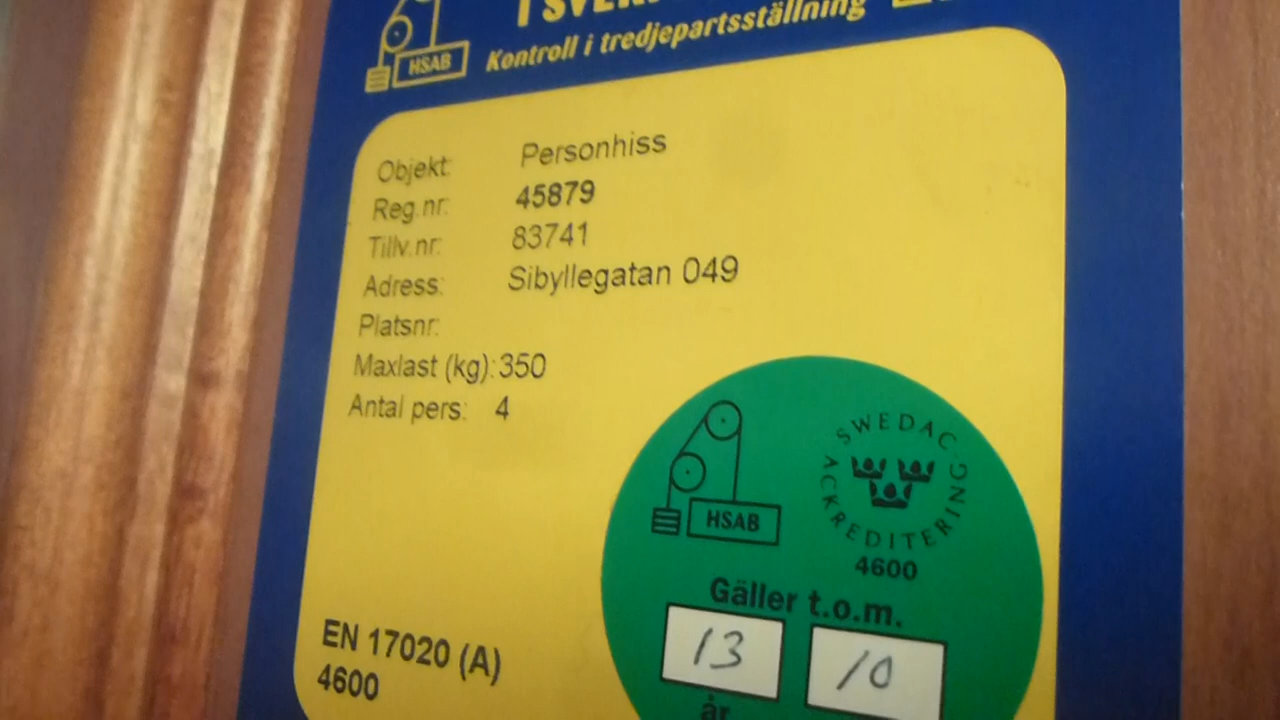 HSAB
Kontroll i tredjepartsställning
Objekt: Personhiss
Reg.nr: 45879
Tillv.nr: 83741
Adress: Sibyllegatan 049
Platsnr:
Maxlast (kg): 350
Antal pers: 4
SWEDAC
ACKREDITERING
HSAB
4600
Gäller t.o.m.
13 10
år
EN 17020 (A)
4600